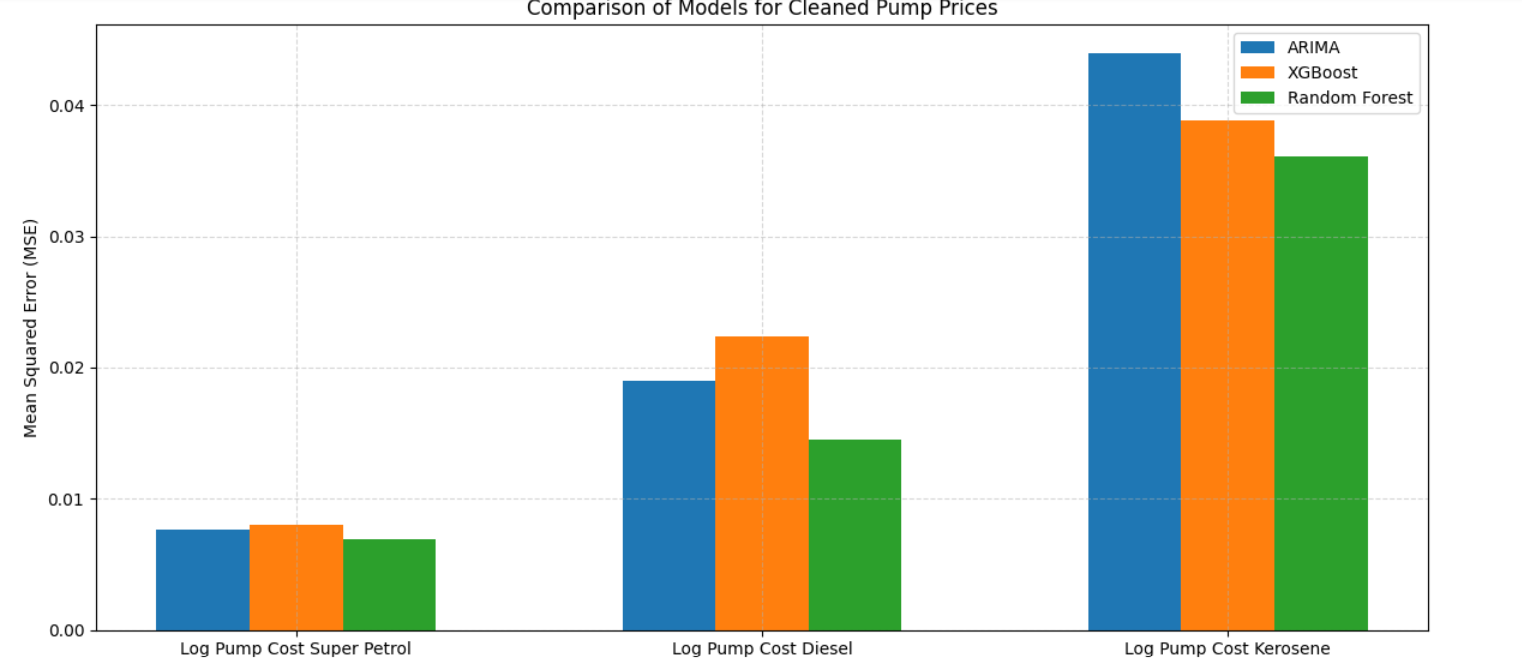 Comparison of Models for Cleaned Pump Prices
ARIMA
XGBoost
Random Forest
Mean Squared Error (MSE)
0.04
0.03
0.02
0.01
0.00
Log Pump Cost Super Petrol
Log Pump Cost Diesel
Log Pump Cost Kerosene